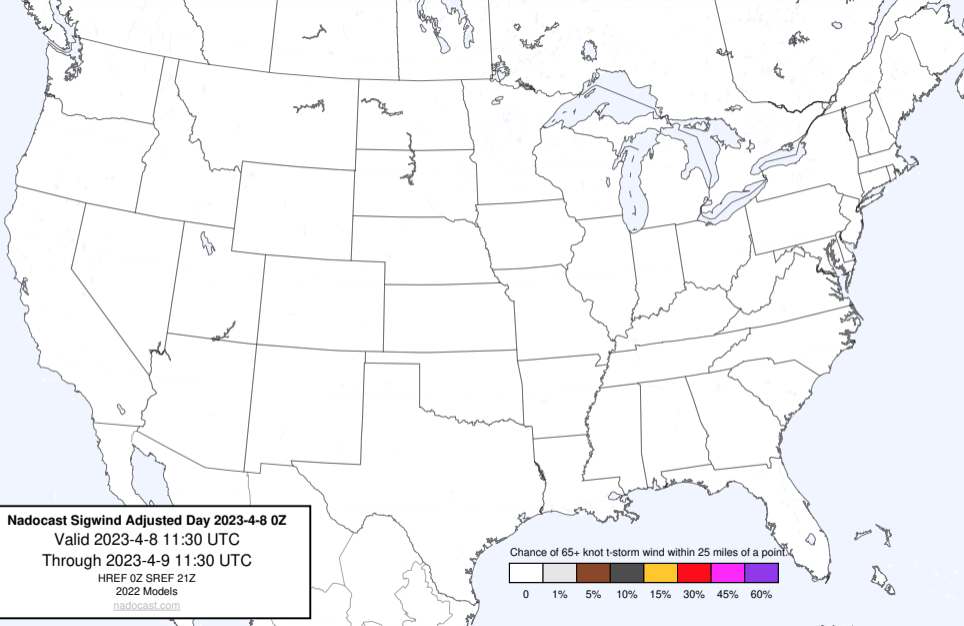 Nadocast Sigwind Adjusted Day 2023-4-8 0Z
Valid 2023-4-8 11:30 UTC
Through 2023-4-9 11:30 UTC
HREF 0Z SREF 21Z
2022 Models
nadocast.com
Chance of 65+ knot t-storm wind within 25 miles of a point.
0 1% 5% 10% 15% 30% 45% 60%